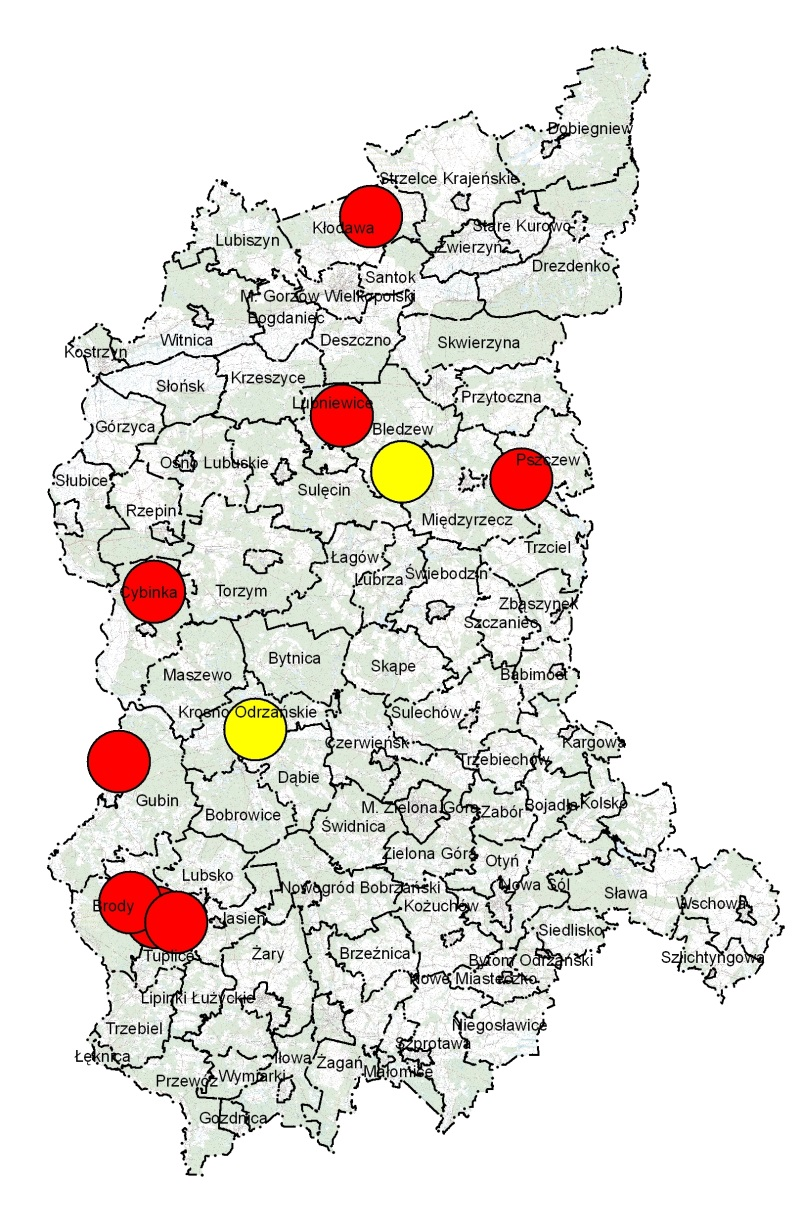 Dobiegniew
Strzelce Krajeńskie
Kłodawa
Stare Kurowo
Lubiszyn
Zwierzyn
Drezdenko
Santok
M. Gorzów Wielkopolski
Bogdaniec
Witnica
Deszczno
Skwierzyna
Kostrzyn
Krzeszyce
Słońsk
Przytoczna
Lubniewice
Górzyca
Bledzew
Ośno Lubuskie
Pszczew
Słubice
Sulęcin
Rzepin
Międzyrzecz
Trzciel
Łagów
Świebodzin
Lubrza
Cybinka
Torzym
Zbąszynek
Szczaniec
Bytnica
Skąpe
Maszewo
Babimost
Krosno Odrzańskie
Sulechów
Czerwieńsk
Kargowa
Trzebiechów
Dąbie
Gubin
Bobrowice
M. Zielona Góra
Zabór
Bojadła
Kolsko
Świdnica
Zielona Góra
Otyń
Lubsko
Nowogród Bobrzański
Nowa Sól
Sława
Wschowa
Brody
Kożuchów
Jasień
Siedlisko
Tuplice
Żary
Brzeźnica
Bytom Odrzański
Szlichtyngowa
Nowe Miasteczko
Lipinki Łużyckie
Trzebiel
Niegosławice
Szprotawa
Łęknica
Iłowa
Żagań
Małomice
Przewóz
Wymiarki
Gozdnica